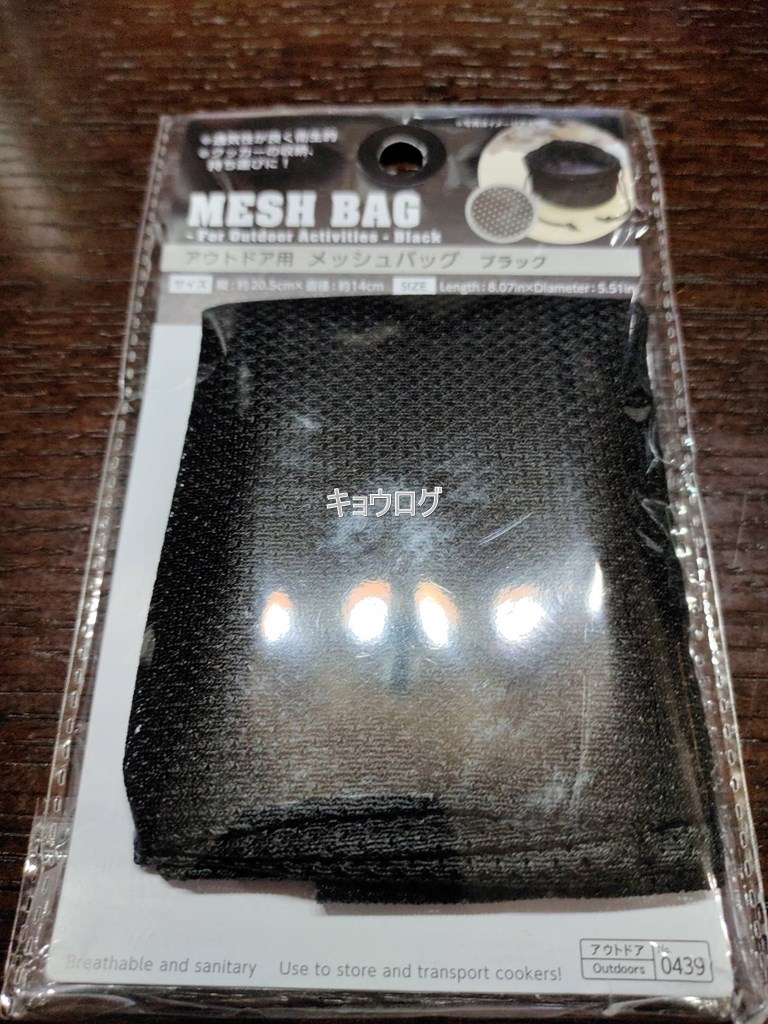 *通気性が良く衛生的
*クッカーの収納、
持ち運びに！
MESH BAG
- For Outdoor Activities - Black
アウトドア用 メッシュバッグ ブラック
サイズ 縦：約20.5cm×直径：約14cm SIZE Length：8.07in×Diameter：5.51in
キョウログ
Breathable and sanitary Use to store and transport cookers!
アウトドア
Outdoors No. 0439